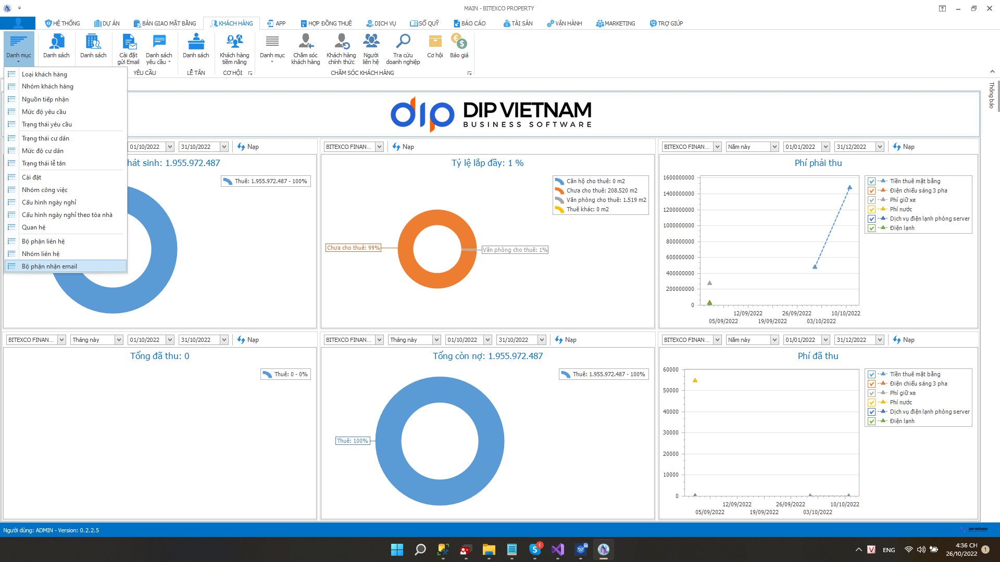 MAIN - BITEXCO PROPERTY
HỆ THỐNG
DỰ ÁN
BÀN GIAO MẶT BẰNG
KHÁCH HÀNG
APP
HỢP ĐỒNG THUÊ
DỊCH VỤ
SỔ QUỸ
BÁO CÁO
TÀI SẢN
VẬN HÀNH
MARKETING
TRỢ GIÚP
Danh mục
Danh sách
Danh sách
Cài đặt
gửi Email
Danh sách
yêu cầu
Danh sách
Khách hàng
tiềm năng
Danh mục
Chăm sóc
khách hàng
Khách hàng
chính thức
Người
liên hệ
Tra cứu
doanh nghiệp
Cơ hội
Báo giá
YÊU CẦU
LỄ TÂN
CƠ HỘI
CHĂM SÓC KHÁCH HÀNG
Loại khách hàng
Nhóm khách hàng
Nguồn tiếp nhận
Mức độ yêu cầu
Trạng thái yêu cầu
Trạng thái cư dân
Mức độ cư dân
Trạng thái lễ tân
Cài đặt
Nhóm công việc
Cấu hình ngày nghỉ
Cấu hình ngày nghỉ theo tòa nhà
Quan hệ
Bộ phận liên hệ
Nhóm liên hệ
Bộ phận nhận email
Thông báo
dip DIP VIETNAM
BUSINESS SOFTWARE
01/10/2022 31/10/2022 Nạp
hát sinh: 1.955.972.487
Thuê: 1.955.972.487 - 100%
BITEXCO FINAN... Nạp
Tỷ lệ lắp đầy: 1 %
Căn hộ cho thuê: 0 m2
Chưa cho thuê: 208.520 m2
Văn phòng cho thuê: 1.519 m2
Thuê khác: 0 m2
Chưa cho thuê: 99%
Văn phòng cho thuê: 1%
BITEXCO FINAN... Năm này 01/01/2022 31/12/2022 Nạp
Phí phải thu
1600000000
1400000000
1200000000
1000000000
800000000
600000000
400000000
200000000
0
12/09/2022 26/09/2022 10/10/2022
05/09/2022 19/09/2022 03/10/2022
Tiền thuê mặt bằng
Điện chiếu sáng 3 pha
Phí giữ xe
Phí nước
Dịch vụ điện lạnh phòng server
Điện lạnh
BITEXCO FINAN... Tháng này 01/10/2022 31/10/2022 Nạp
Tổng đã thu: 0
Thuê: 0 - 0%
BITEXCO FINAN... Tháng này 01/10/2022 31/10/2022 Nạp
Tổng còn nợ: 1.955.972.487
Thuê: 1.955.972.487 - 100%
Thuê: 100%
BITEXCO FINAN... Năm này 01/01/2022 31/12/2022 Nạp
Phí đã thu
60000
50000
40000
30000
20000
10000
0
12/09/2022 26/09/2022 10/10/2022
05/09/2022 19/09/2022 03/10/2022
Tiền thuê mặt bằng
Điện chiếu sáng 3 pha
Phí giữ xe
Phí nước
Dịch vụ điện lạnh phòng server
Điện lạnh
Người dùng: ADMIN - Version: 0.2.2.5
DIP VIETNAM
1
V
ENG
4:36 CH
26/10/2022
1